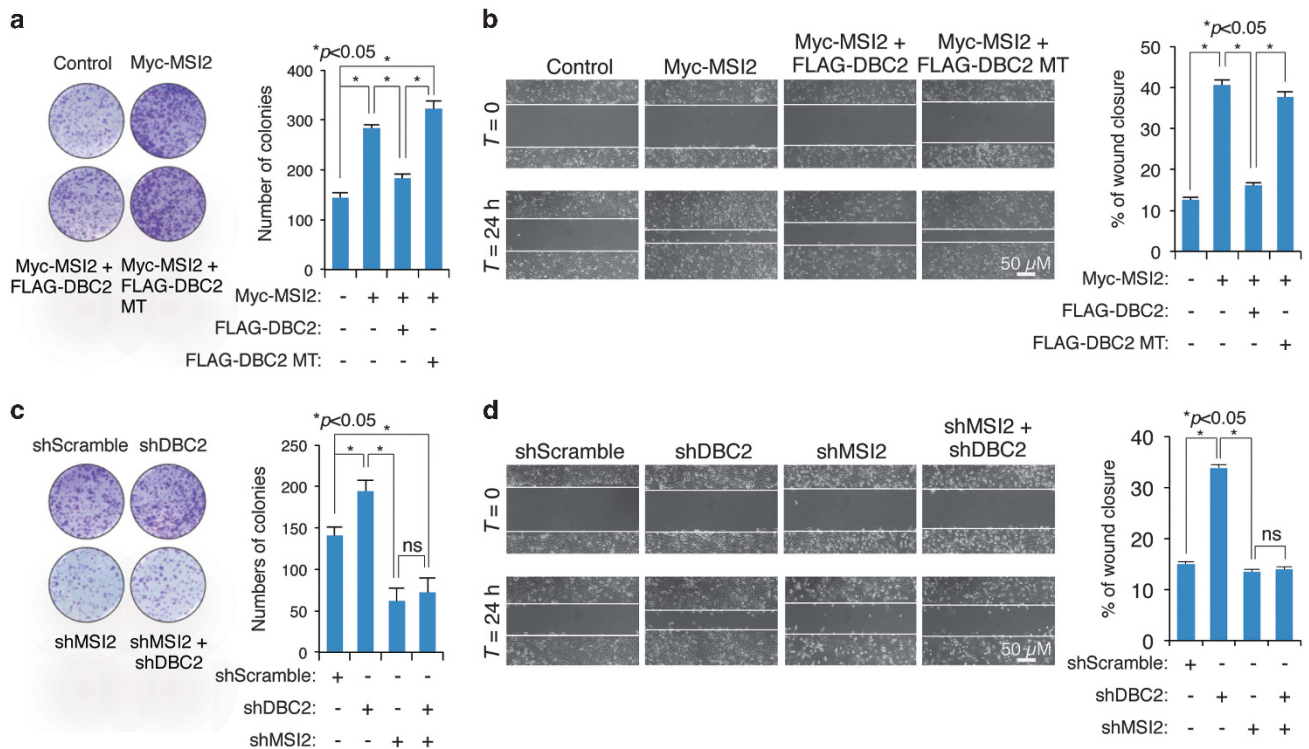 a
Control Myc-MSI2
Myc-MSI2 + FLAG-DBC2
Myc-MSI2 + FLAG-DBC2 MT
*p<0.05
* * * *
Number of colonies
400
300
200
100
0
Myc-MSI2: - + + +
FLAG-DBC2: - - + -
FLAG-DBC2 MT: - - - +
b
Control Myc-MSI2 Myc-MSI2 + FLAG-DBC2 Myc-MSI2 + FLAG-DBC2 MT
T = 0
T = 24 h
50 µM
*p<0.05
* * *
% of wound closure
50
40
30
20
10
0
Myc-MSI2: - + + +
FLAG-DBC2: - - + -
FLAG-DBC2 MT: - - - +
c
shScramble shDBC2
shMSI2 shMSI2 + shDBC2
*p<0.05
* * *
ns
Numbers of colonies
250
200
150
100
50
0
shScramble: + - - -
shDBC2: - + - +
shMSI2: - - + +
d
shScramble shDBC2 shMSI2 shMSI2 + shDBC2
T = 0
T = 24 h
50 µM
*p<0.05
* *
ns
% of wound closure
40
30
20
10
0
shScramble: + - - -
shDBC2: - + - +
shMSI2: - - + +